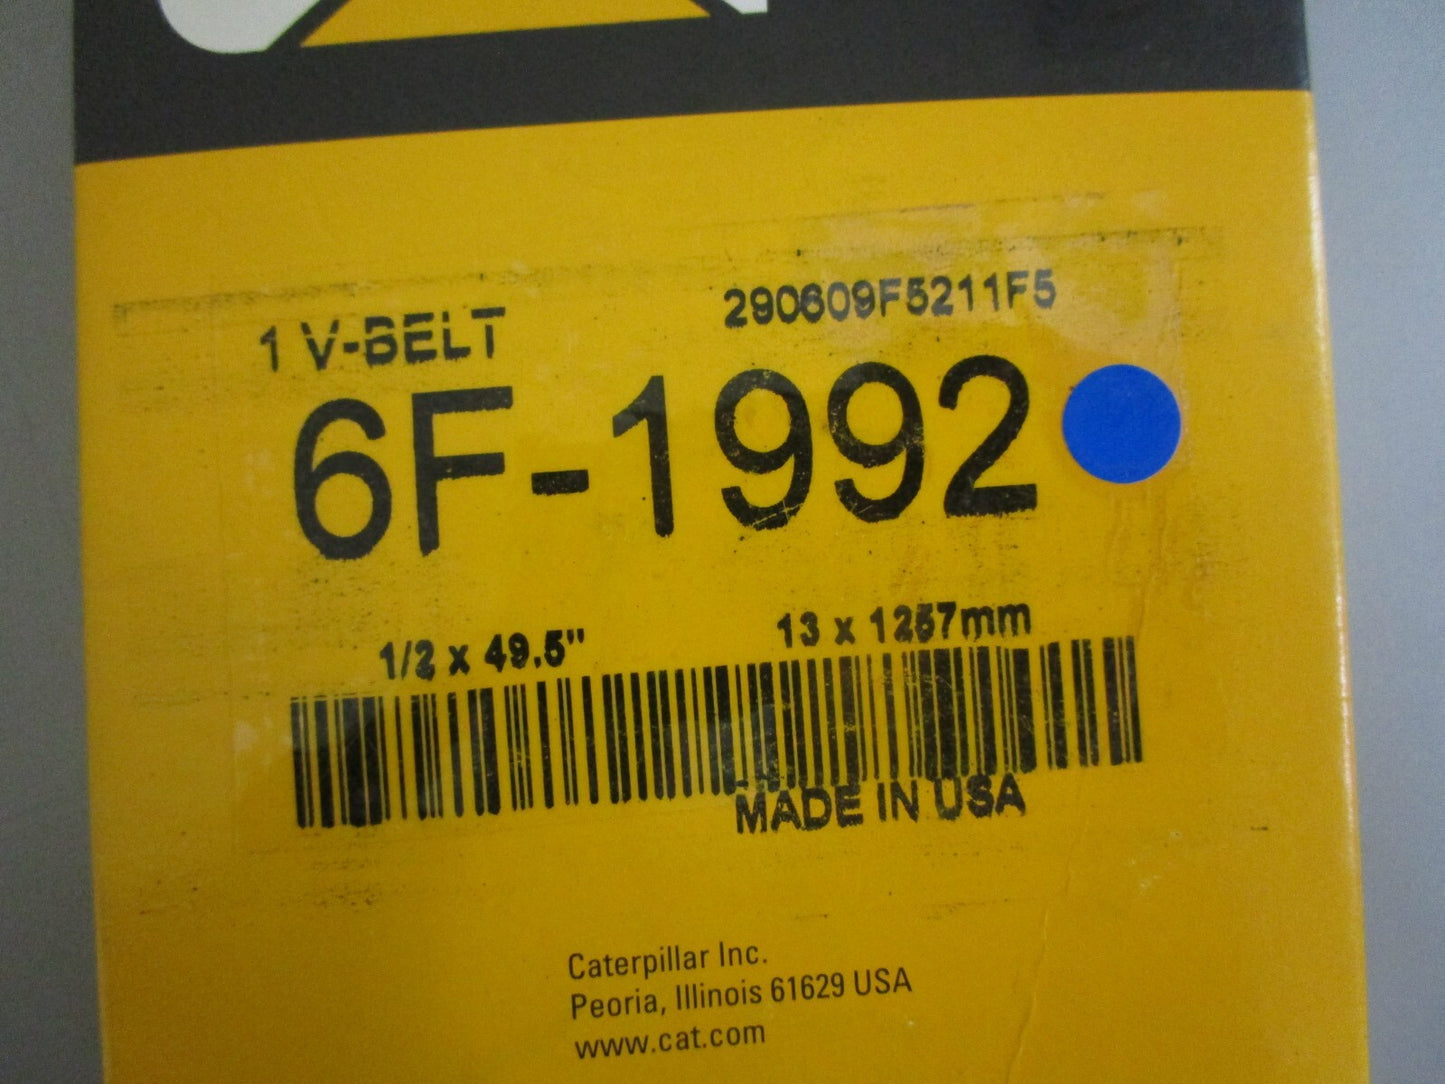 1 V-BELT 290609F5211F5
6F-1992
1/2 x 49.5" 13 x 1257mm
MADE IN USA
Caterpillar Inc.
Peoria, Illinois 61629 USA
www.cat.com